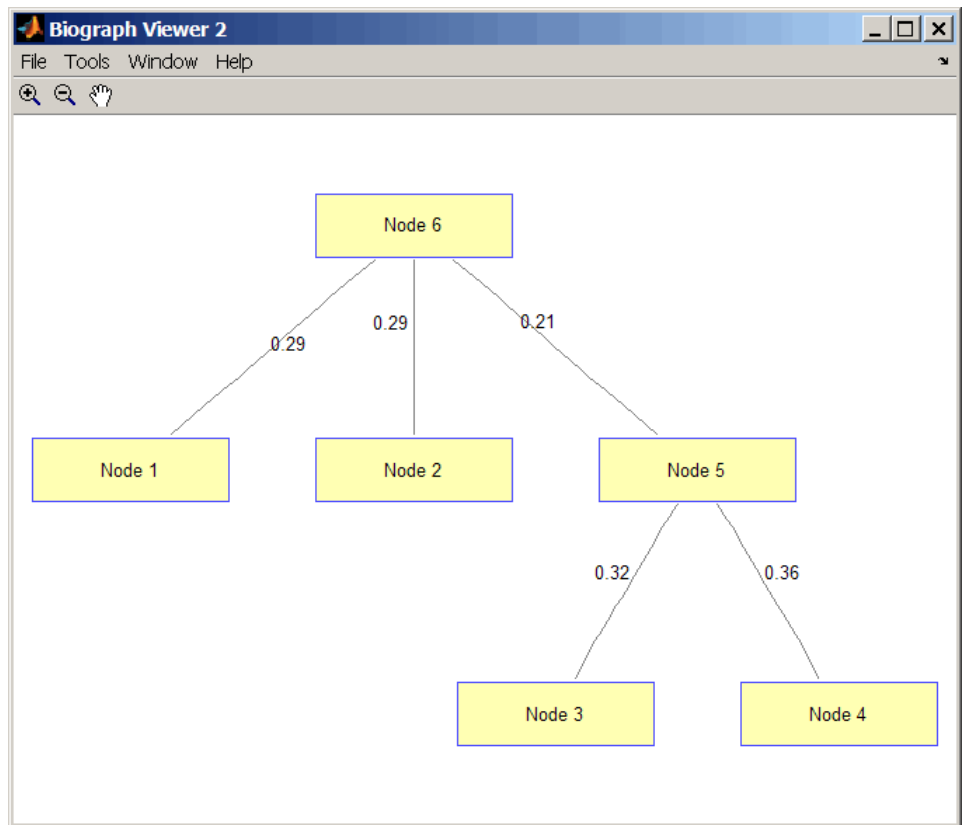 Biograph Viewer 2
File Tools Window Help
Node 6
0.29 0.29 0.21
Node 1 Node 2 Node 5
0.32 0.36
Node 3 Node 4